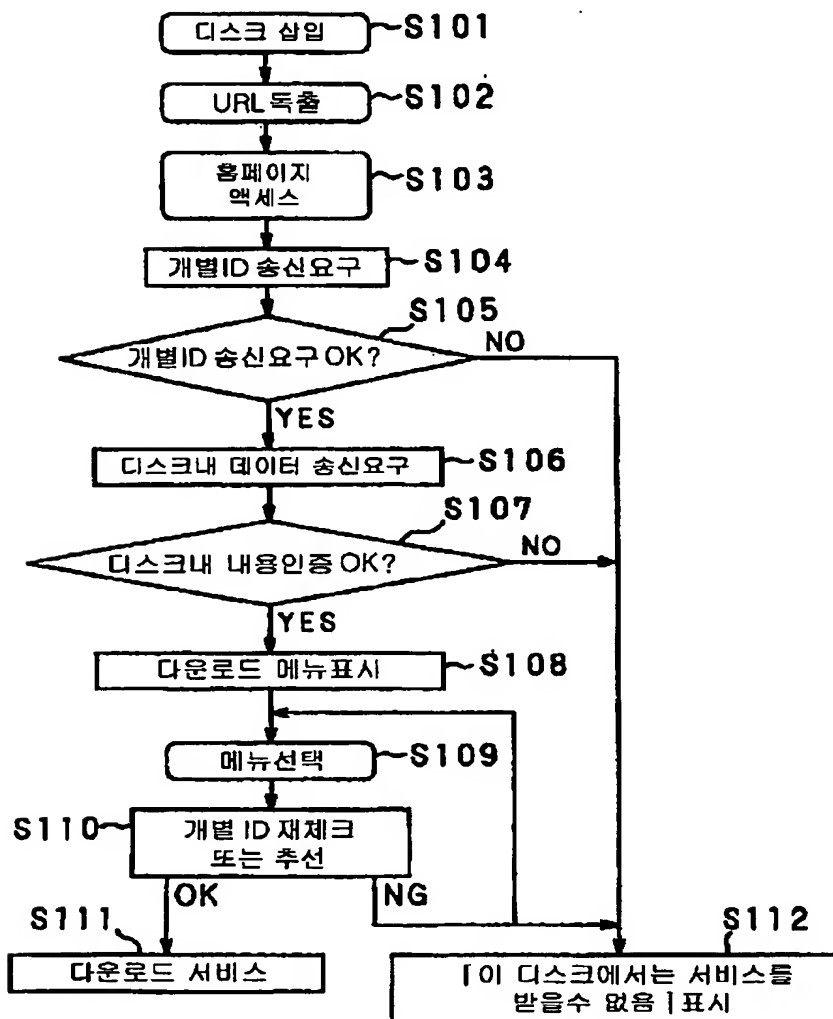 디스크 삽입 S101
URL 독출 S102
홈페이지
액세스
S103
개별ID 송신요구 S104
S105
개별ID 송신요구 OK?
NO
YES
디스크내 데이터 송신요구 S106
S107
디스크내 내용인증 OK?
NO
YES
다운로드 메뉴표시 S108
메뉴선택 S109
S110
개별 ID 재체크
또는 추선
OK
NG
S111
다운로드 서비스
S112
[이 디스크에서는 서비스를
받을수 없음] 표시